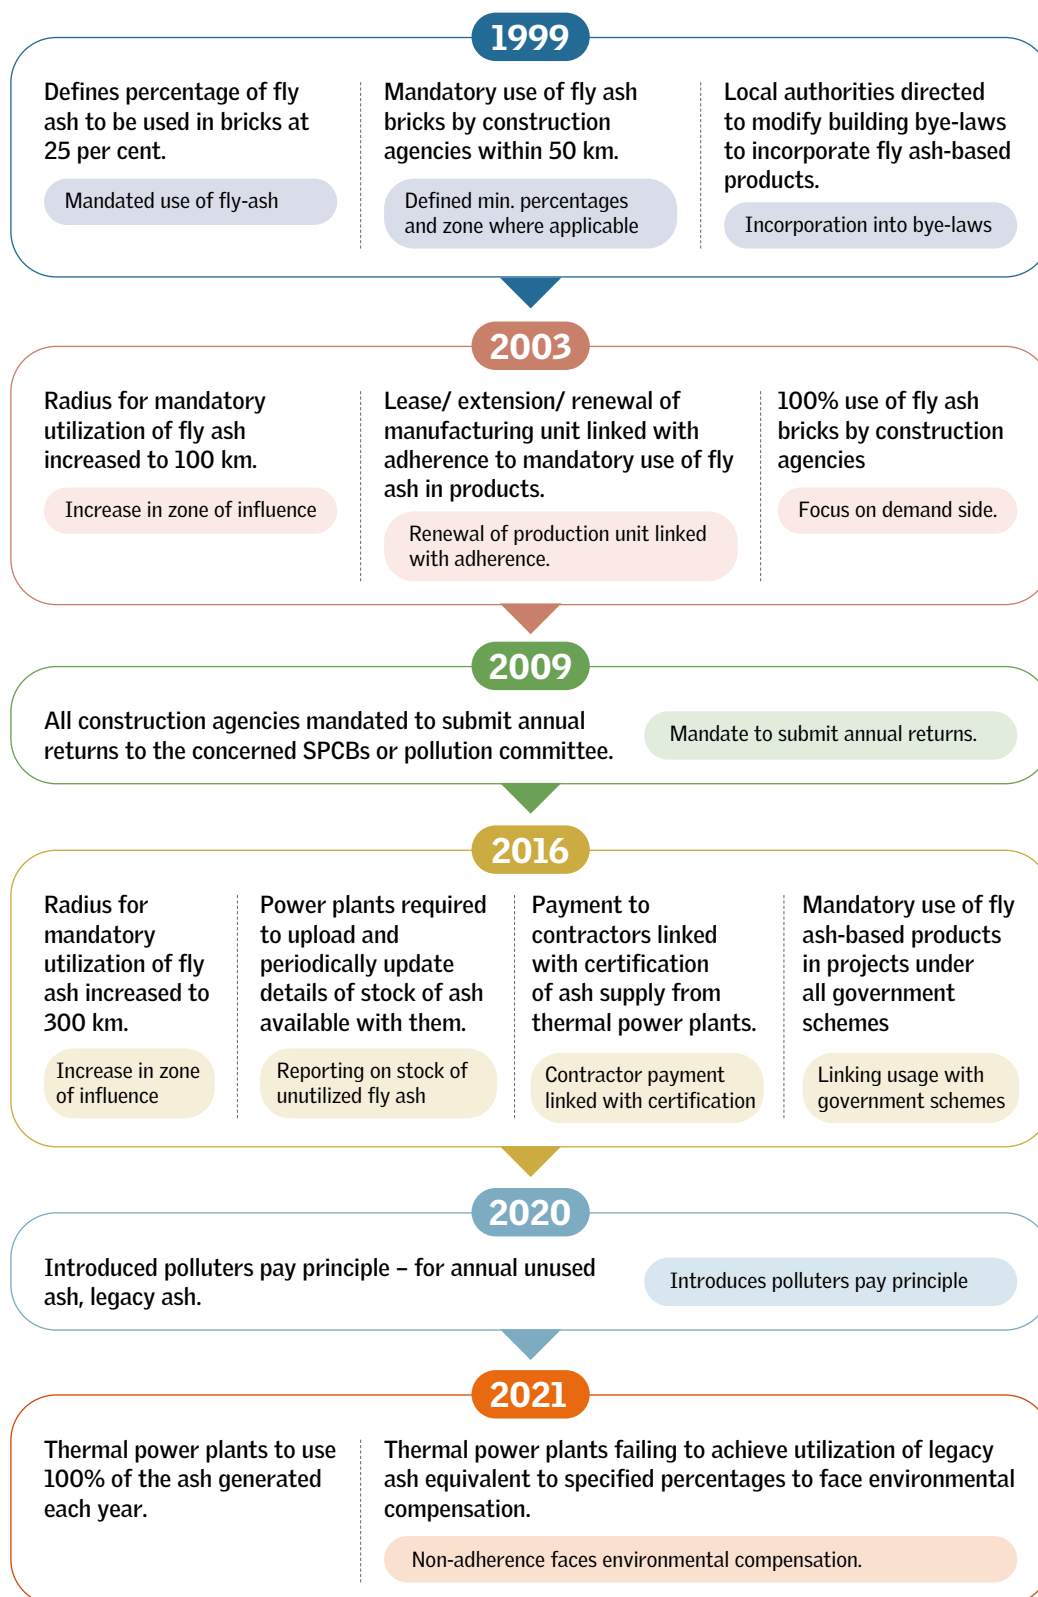 1999
Defines percentage of fly
ash to be used in bricks at
25 per cent.
Mandated use of fly-ash
Mandatory use of fly ash
bricks by construction
agencies within 50 km.
Defined min. percentages
and zone where applicable
Local authorities directed
to modify building bye-laws
to incorporate fly ash-based
products.
Incorporation into bye-laws
2003
Radius for mandatory
utilization of fly ash
increased to 100 km.
Increase in zone of influence
Lease/ extension/ renewal of
manufacturing unit linked with
adherence to mandatory use of fly
ash in products.
Renewal of production unit linked
with adherence.
100% use of fly ash
bricks by construction
agencies
Focus on demand side.
2009
All construction agencies mandated to submit annual
returns to the concerned SPCBs or pollution committee.
Mandate to submit annual returns.
2016
Radius for
mandatory
utilization of fly
ash increased to
300 km.
Increase in zone
of influence
Power plants required
to upload and
periodically update
details of stock of ash
available with them.
Reporting on stock of
unutilized fly ash
Payment to
contractors linked
with certification
of ash supply from
thermal power plants.
Contractor payment
linked with certification
Mandatory use of fly
ash-based products
in projects under
all government
schemes
Linking usage with
government schemes
2020
Introduced polluters pay principle – for annual unused
ash, legacy ash.
Introduces polluters pay principle
2021
Thermal power plants to use
100% of the ash generated
each year.
Thermal power plants failing to achieve utilization of legacy
ash equivalent to specified percentages to face environmental
compensation.
Non-adherence faces environmental compensation.